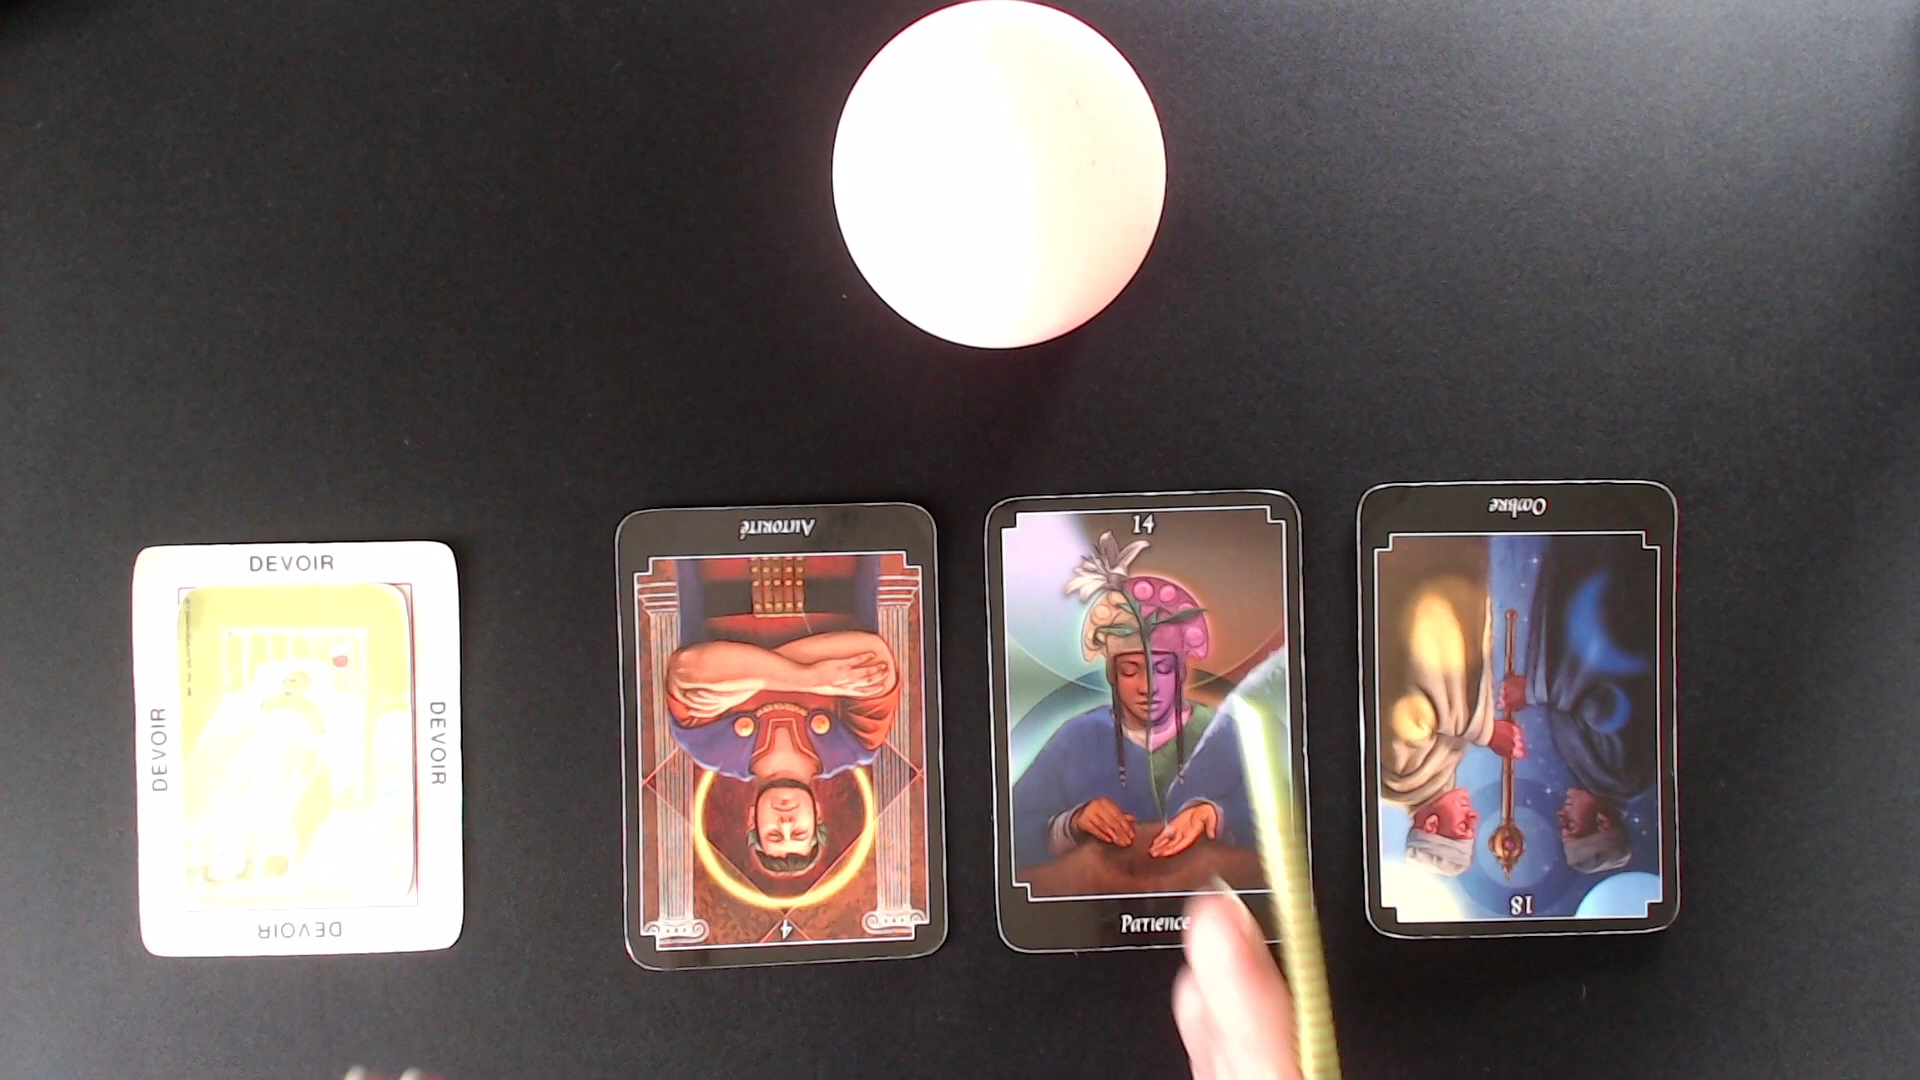 DEVOIR
DEVOIR
DEVOIR
DEVOIR
Autorité
4
14
Patience
Ombre
18